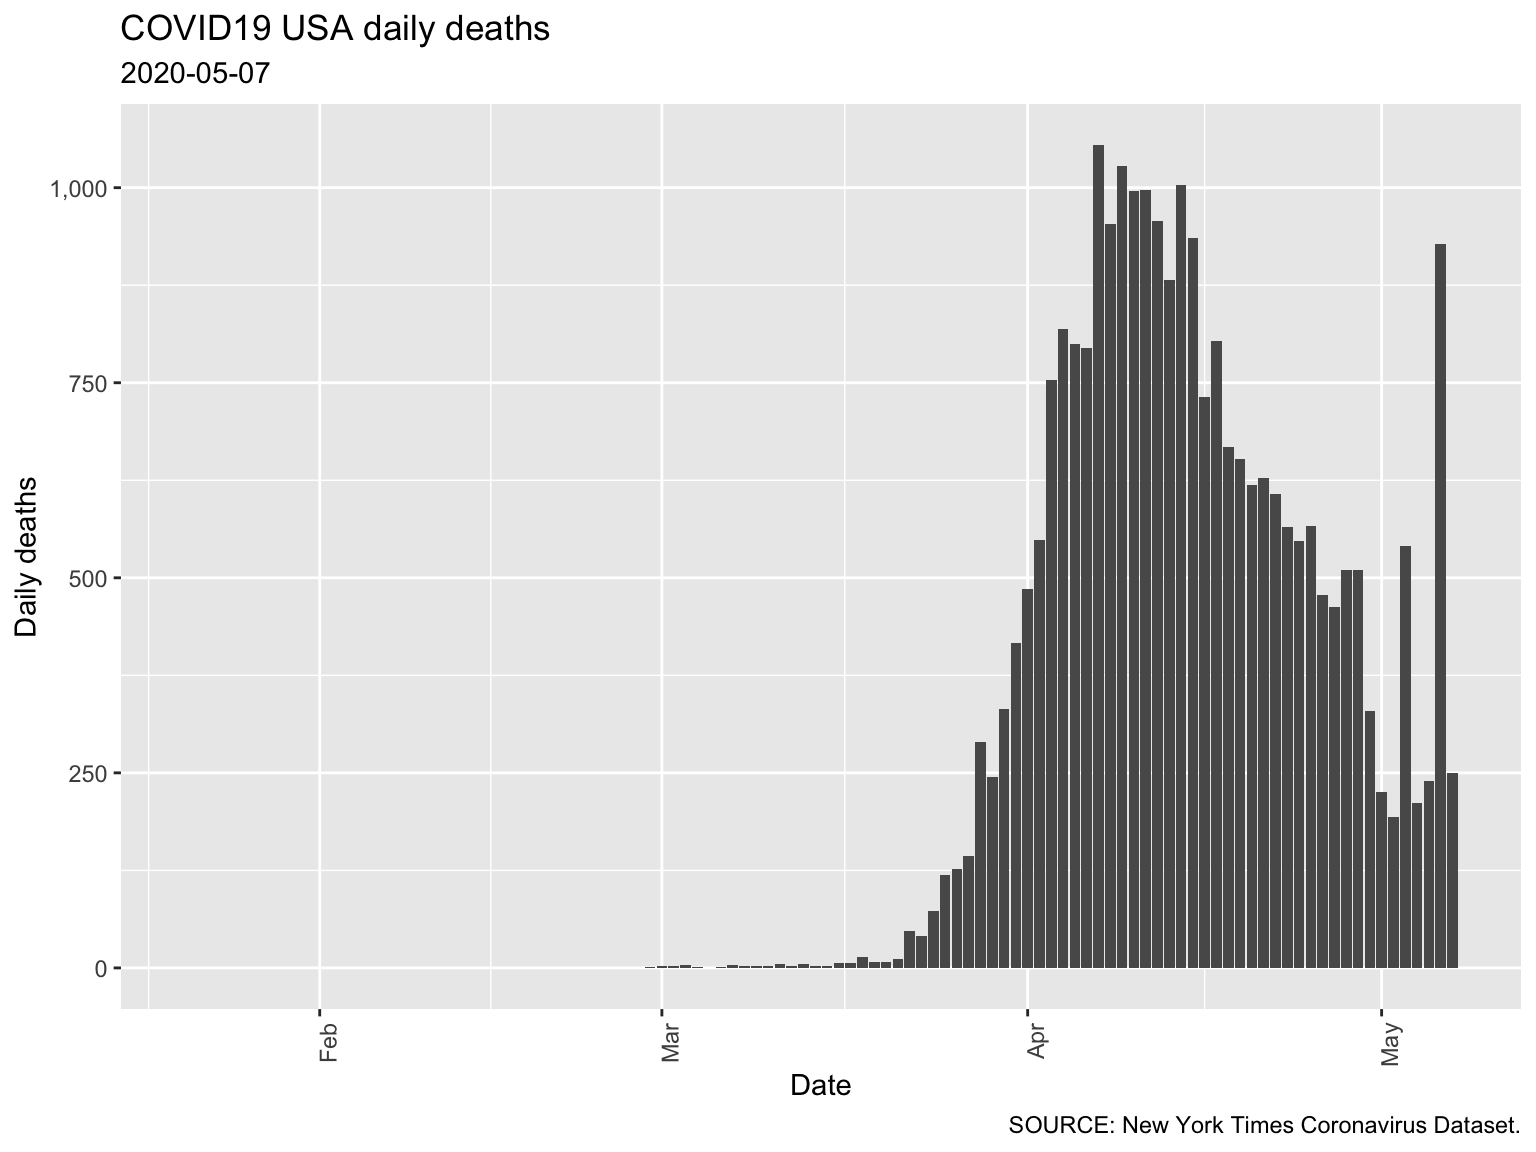 COVID19 USA daily deaths
2020-05-07
Daily deaths
1,000
750
500
250
0
Feb
Mar
Apr
May
Date
SOURCE: New York Times Coronavirus Dataset.